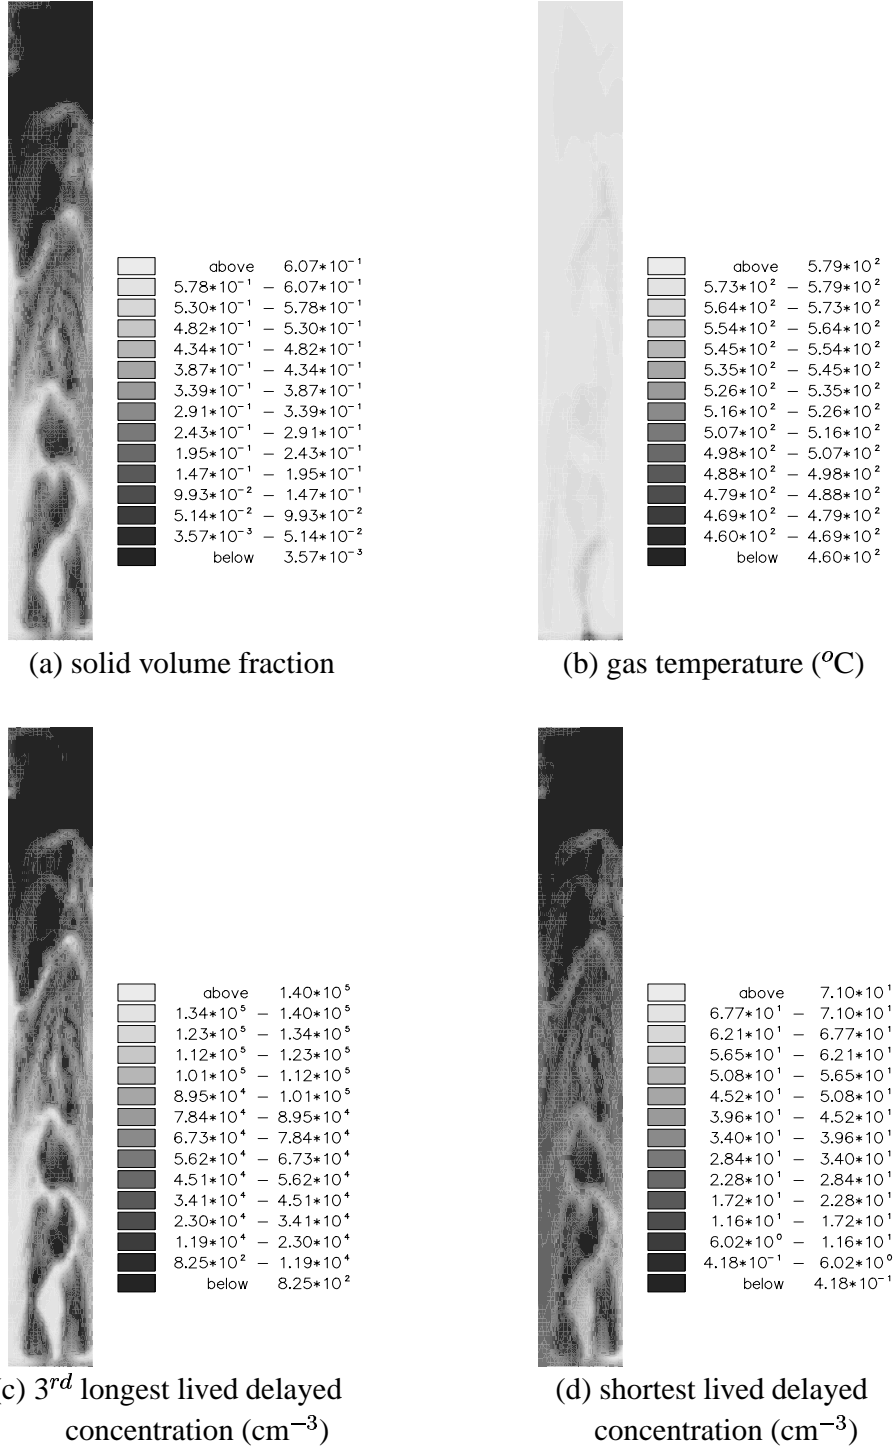 above 6.07*10⁻¹
5.78*10⁻¹ – 6.07*10⁻¹
5.30*10⁻¹ – 5.78*10⁻¹
4.82*10⁻¹ – 5.30*10⁻¹
4.34*10⁻¹ – 4.82*10⁻¹
3.87*10⁻¹ – 4.34*10⁻¹
3.39*10⁻¹ – 3.87*10⁻¹
2.91*10⁻¹ – 3.39*10⁻¹
2.43*10⁻¹ – 2.91*10⁻¹
1.95*10⁻¹ – 2.43*10⁻¹
1.47*10⁻¹ – 1.95*10⁻¹
9.93*10⁻² – 1.47*10⁻¹
5.14*10⁻² – 9.93*10⁻²
3.57*10⁻³ – 5.14*10⁻²
below 3.57*10⁻³
(a) solid volume fraction
above 5.79*10²
5.73*10² – 5.79*10²
5.64*10² – 5.73*10²
5.54*10² – 5.64*10²
5.45*10² – 5.54*10²
5.35*10² – 5.45*10²
5.26*10² – 5.35*10²
5.16*10² – 5.26*10²
5.07*10² – 5.16*10²
4.98*10² – 5.07*10²
4.88*10² – 4.98*10²
4.79*10² – 4.88*10²
4.69*10² – 4.79*10²
4.60*10² – 4.69*10²
below 4.60*10²
(b) gas temperature (°C)
above 1.40*10⁵
1.34*10⁵ – 1.40*10⁵
1.23*10⁵ – 1.34*10⁵
1.12*10⁵ – 1.23*10⁵
1.01*10⁵ – 1.12*10⁵
8.95*10⁴ – 1.01*10⁵
7.84*10⁴ – 8.95*10⁴
6.73*10⁴ – 7.84*10⁴
5.62*10⁴ – 6.73*10⁴
4.51*10⁴ – 5.62*10⁴
3.41*10⁴ – 4.51*10⁴
2.30*10⁴ – 3.41*10⁴
1.19*10⁴ – 2.30*10⁴
8.25*10² – 1.19*10⁴
below 8.25*10²
(c) 3ʳᵈ longest lived delayed
concentration (cm⁻³)
above 7.10*10¹
6.77*10¹ – 7.10*10¹
6.21*10¹ – 6.77*10¹
5.65*10¹ – 6.21*10¹
5.08*10¹ – 5.65*10¹
4.52*10¹ – 5.08*10¹
3.96*10¹ – 4.52*10¹
3.40*10¹ – 3.96*10¹
2.84*10¹ – 3.40*10¹
2.28*10¹ – 2.84*10¹
1.72*10¹ – 2.28*10¹
1.16*10¹ – 1.72*10¹
6.02*10⁰ – 1.16*10¹
4.18*10⁻¹ – 6.02*10⁰
below 4.18*10⁻¹
(d) shortest lived delayed
concentration (cm⁻³)